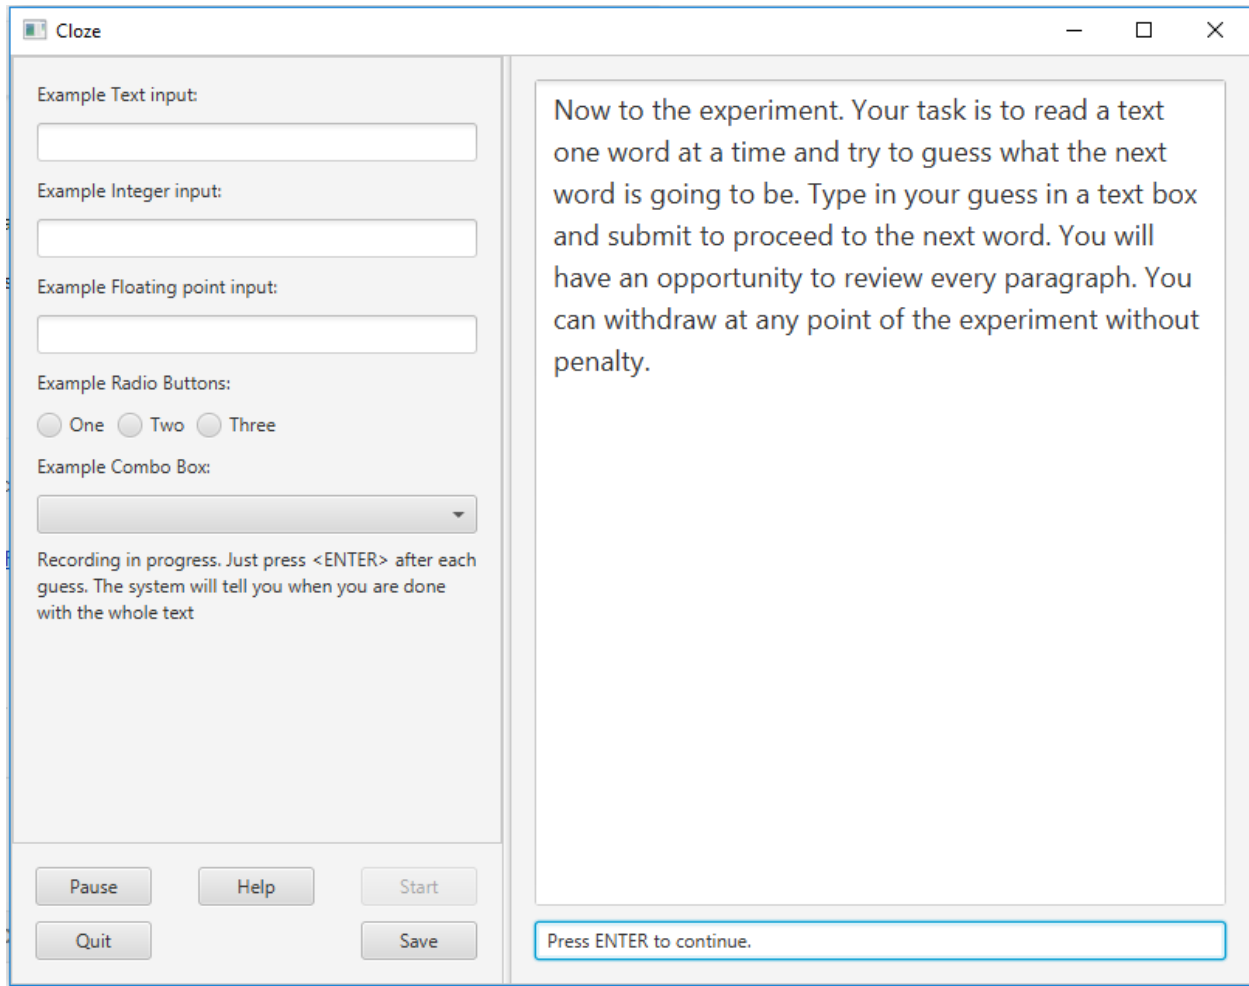 Cloze
Example Text input:
Example Integer input:
Example Floating point input:
Example Radio Buttons:
One Two Three
Example Combo Box:
Recording in progress. Just press <ENTER> after each
guess. The system will tell you when you are done
with the whole text
Pause Help Start
Quit Save
Now to the experiment. Your task is to read a text
one word at a time and try to guess what the next
word is going to be. Type in your guess in a text box
and submit to proceed to the next word. You will
have an opportunity to review every paragraph. You
can withdraw at any point of the experiment without
penalty.
Press ENTER to continue.